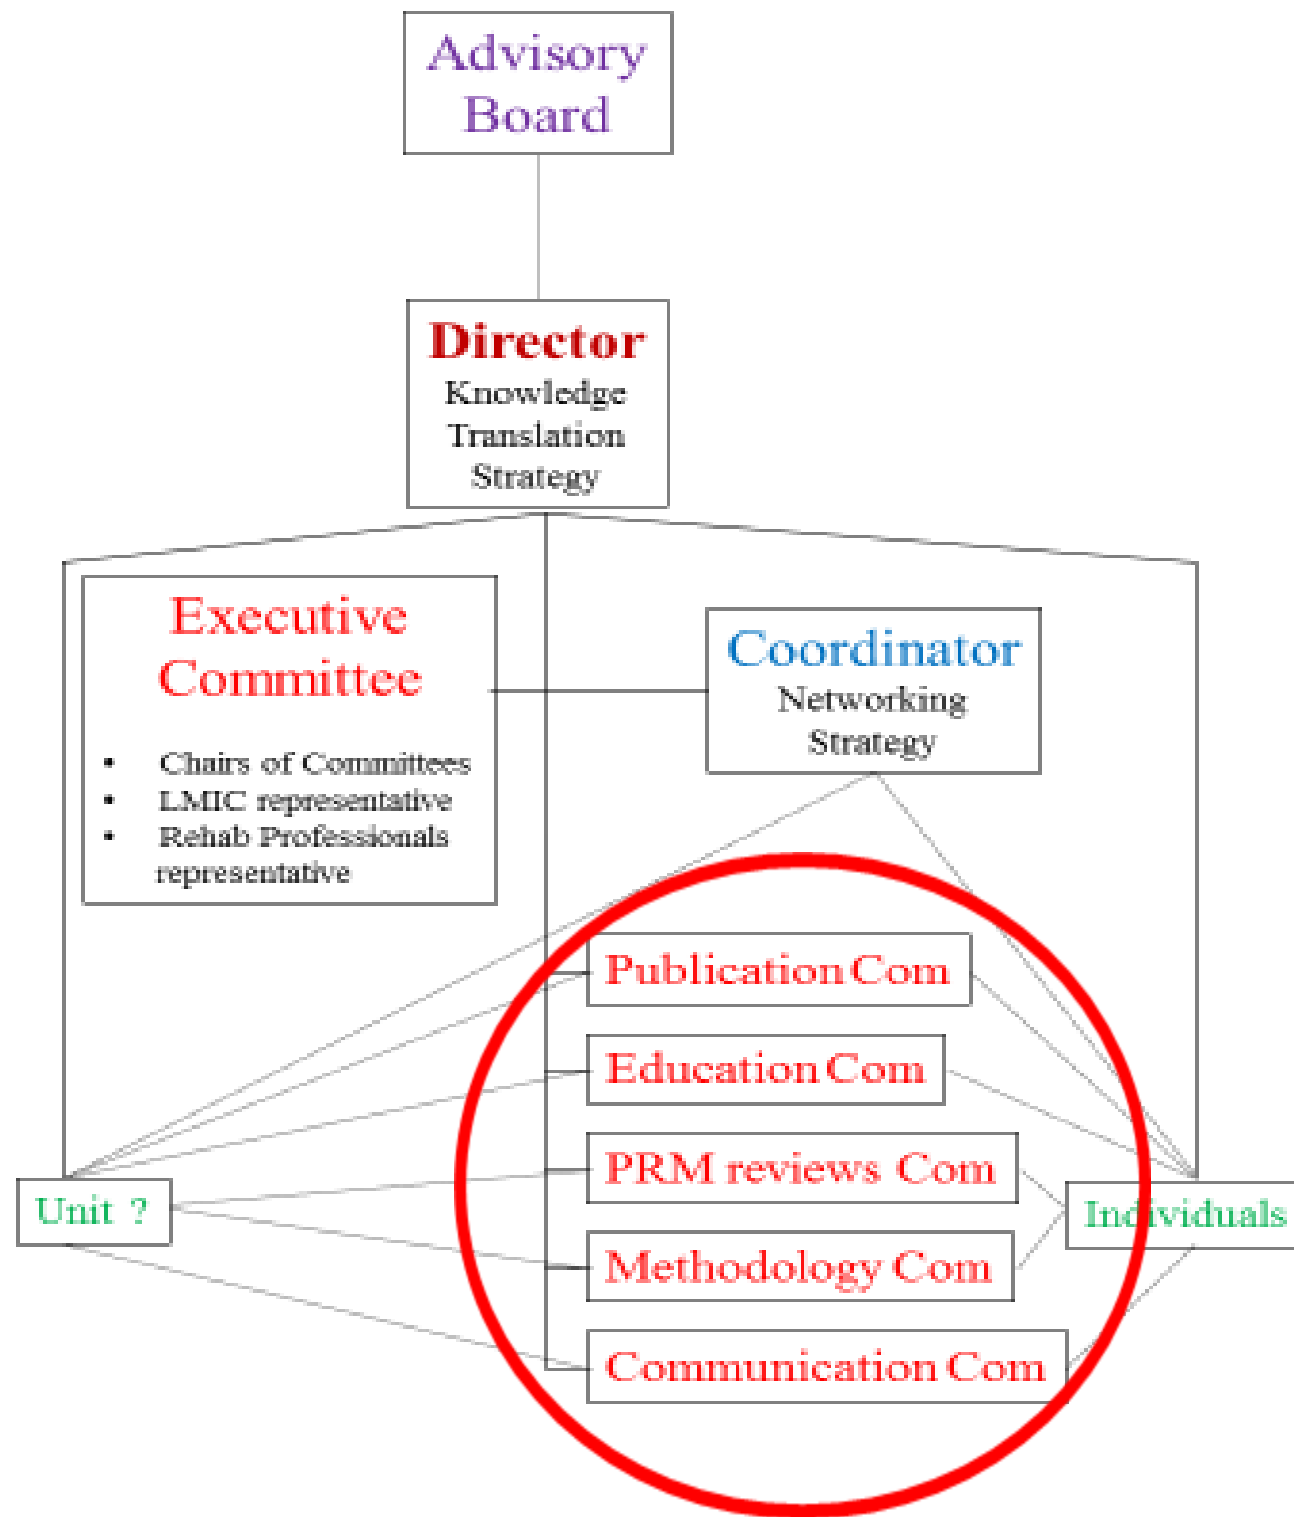 Advisory
Board
Director
Knowledge
Translation
Strategy
Executive
Committee
• Chairs of Committees
• LMIC representative
• Rehab Professionals
representative
Coordinator
Networking
Strategy
Publication Com
Education Com
PRM reviews Com
Methodology Com
Communication Com
Unit ?
Individuals